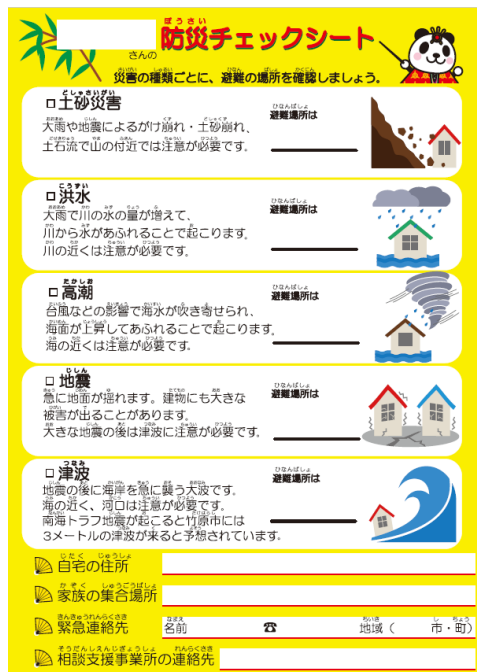 さんの
防災チェックシート
災害の種類ごとに、避難の場所を確認しましょう。
□土砂災害
大雨や地震によるがけ崩れ・土砂崩れ、
土石流で山の付近では注意が必要です。
避難場所は
□洪水
大雨で川の水の量が増えて、
川から水があふれることで起こります。
川の近くは注意が必要です。
避難場所は
□高潮
台風などの影響で海水が吹き寄せられ、
海面が上昇してあふれることで起こります。
海の近くは注意が必要です。
避難場所は
□地震
急に地面が揺れます。建物にも大きな
被害が出ることがあります。
大きな地震の後は津波に注意が必要です。
避難場所は
□津波
地震の後に海岸を急に襲う大波です。
海の近く、河口は注意が必要です。
南海トラフ地震が起こると竹原市には
3メートルの津波が来ると予想されています。
避難場所は
自宅の住所
家族の集合場所
緊急連絡先 名前 ☎ 地域( 市・町)
相談支援事業所の連絡先